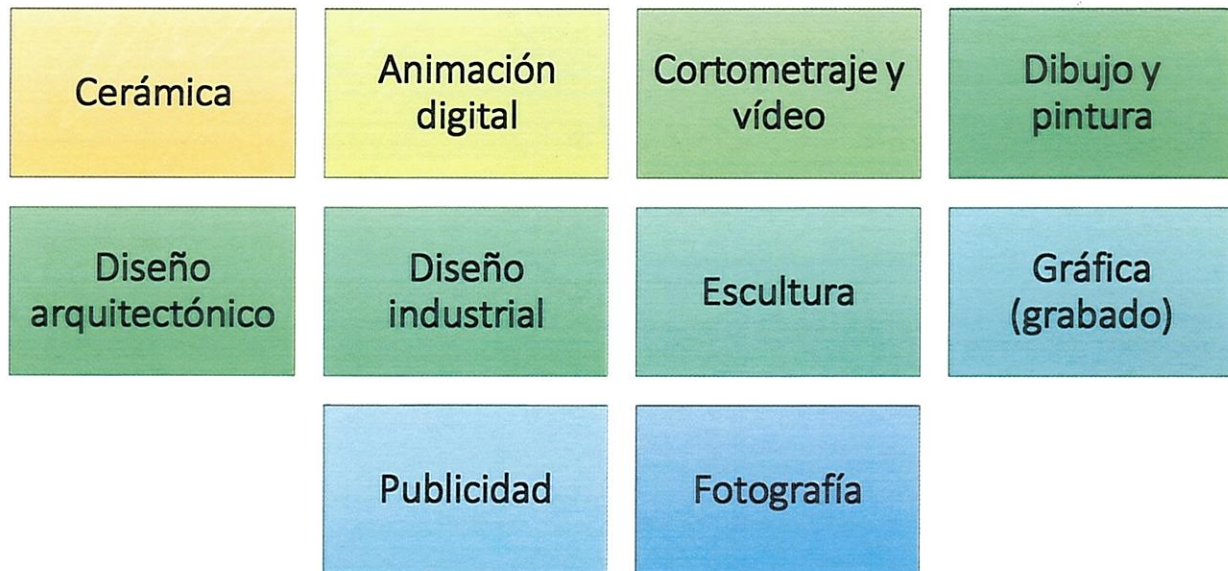 Cerámica
Animación
digital
Cortometraje y
vídeo
Dibujo y
pintura
Diseño
arquitectónico
Diseño
industrial
Escultura
Gráfica
(grabado)
Publicidad
Fotografía